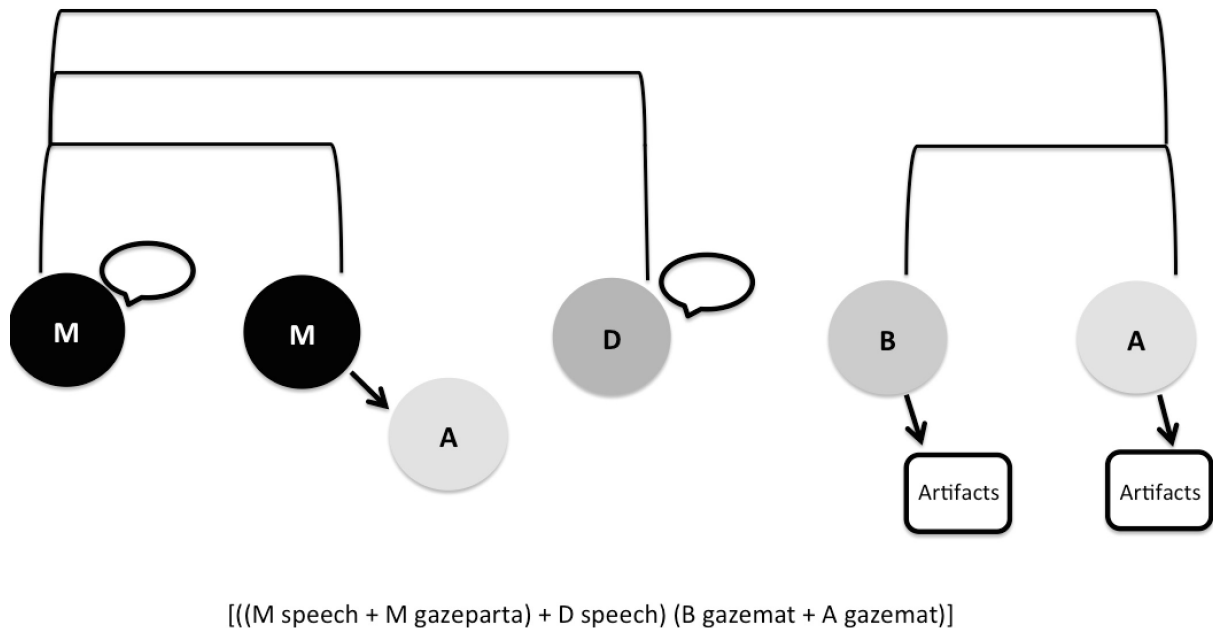 M
M
D
B
A
A
Artifacts
Artifacts
[((M speech + M gazeparta) + D speech) (B gazemat + A gazemat)]